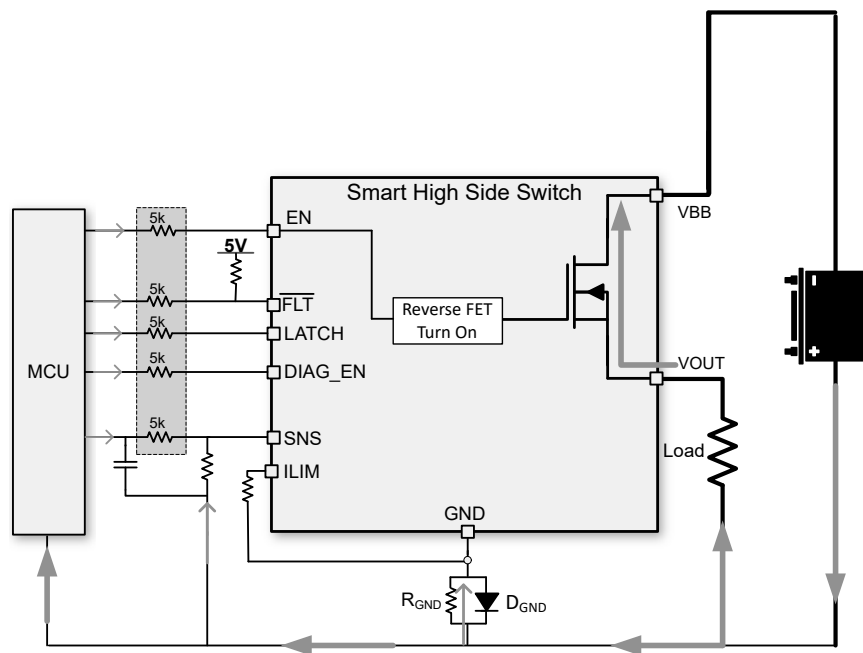 Smart High Side Switch
VBB
5k
EN
5V
5k
FLT
5k
LATCH
Reverse FET
Turn On
MCU
5k
DIAG_EN
VOUT
-
+
5k
SNS
Load
ILIM
GND
RGND
DGND